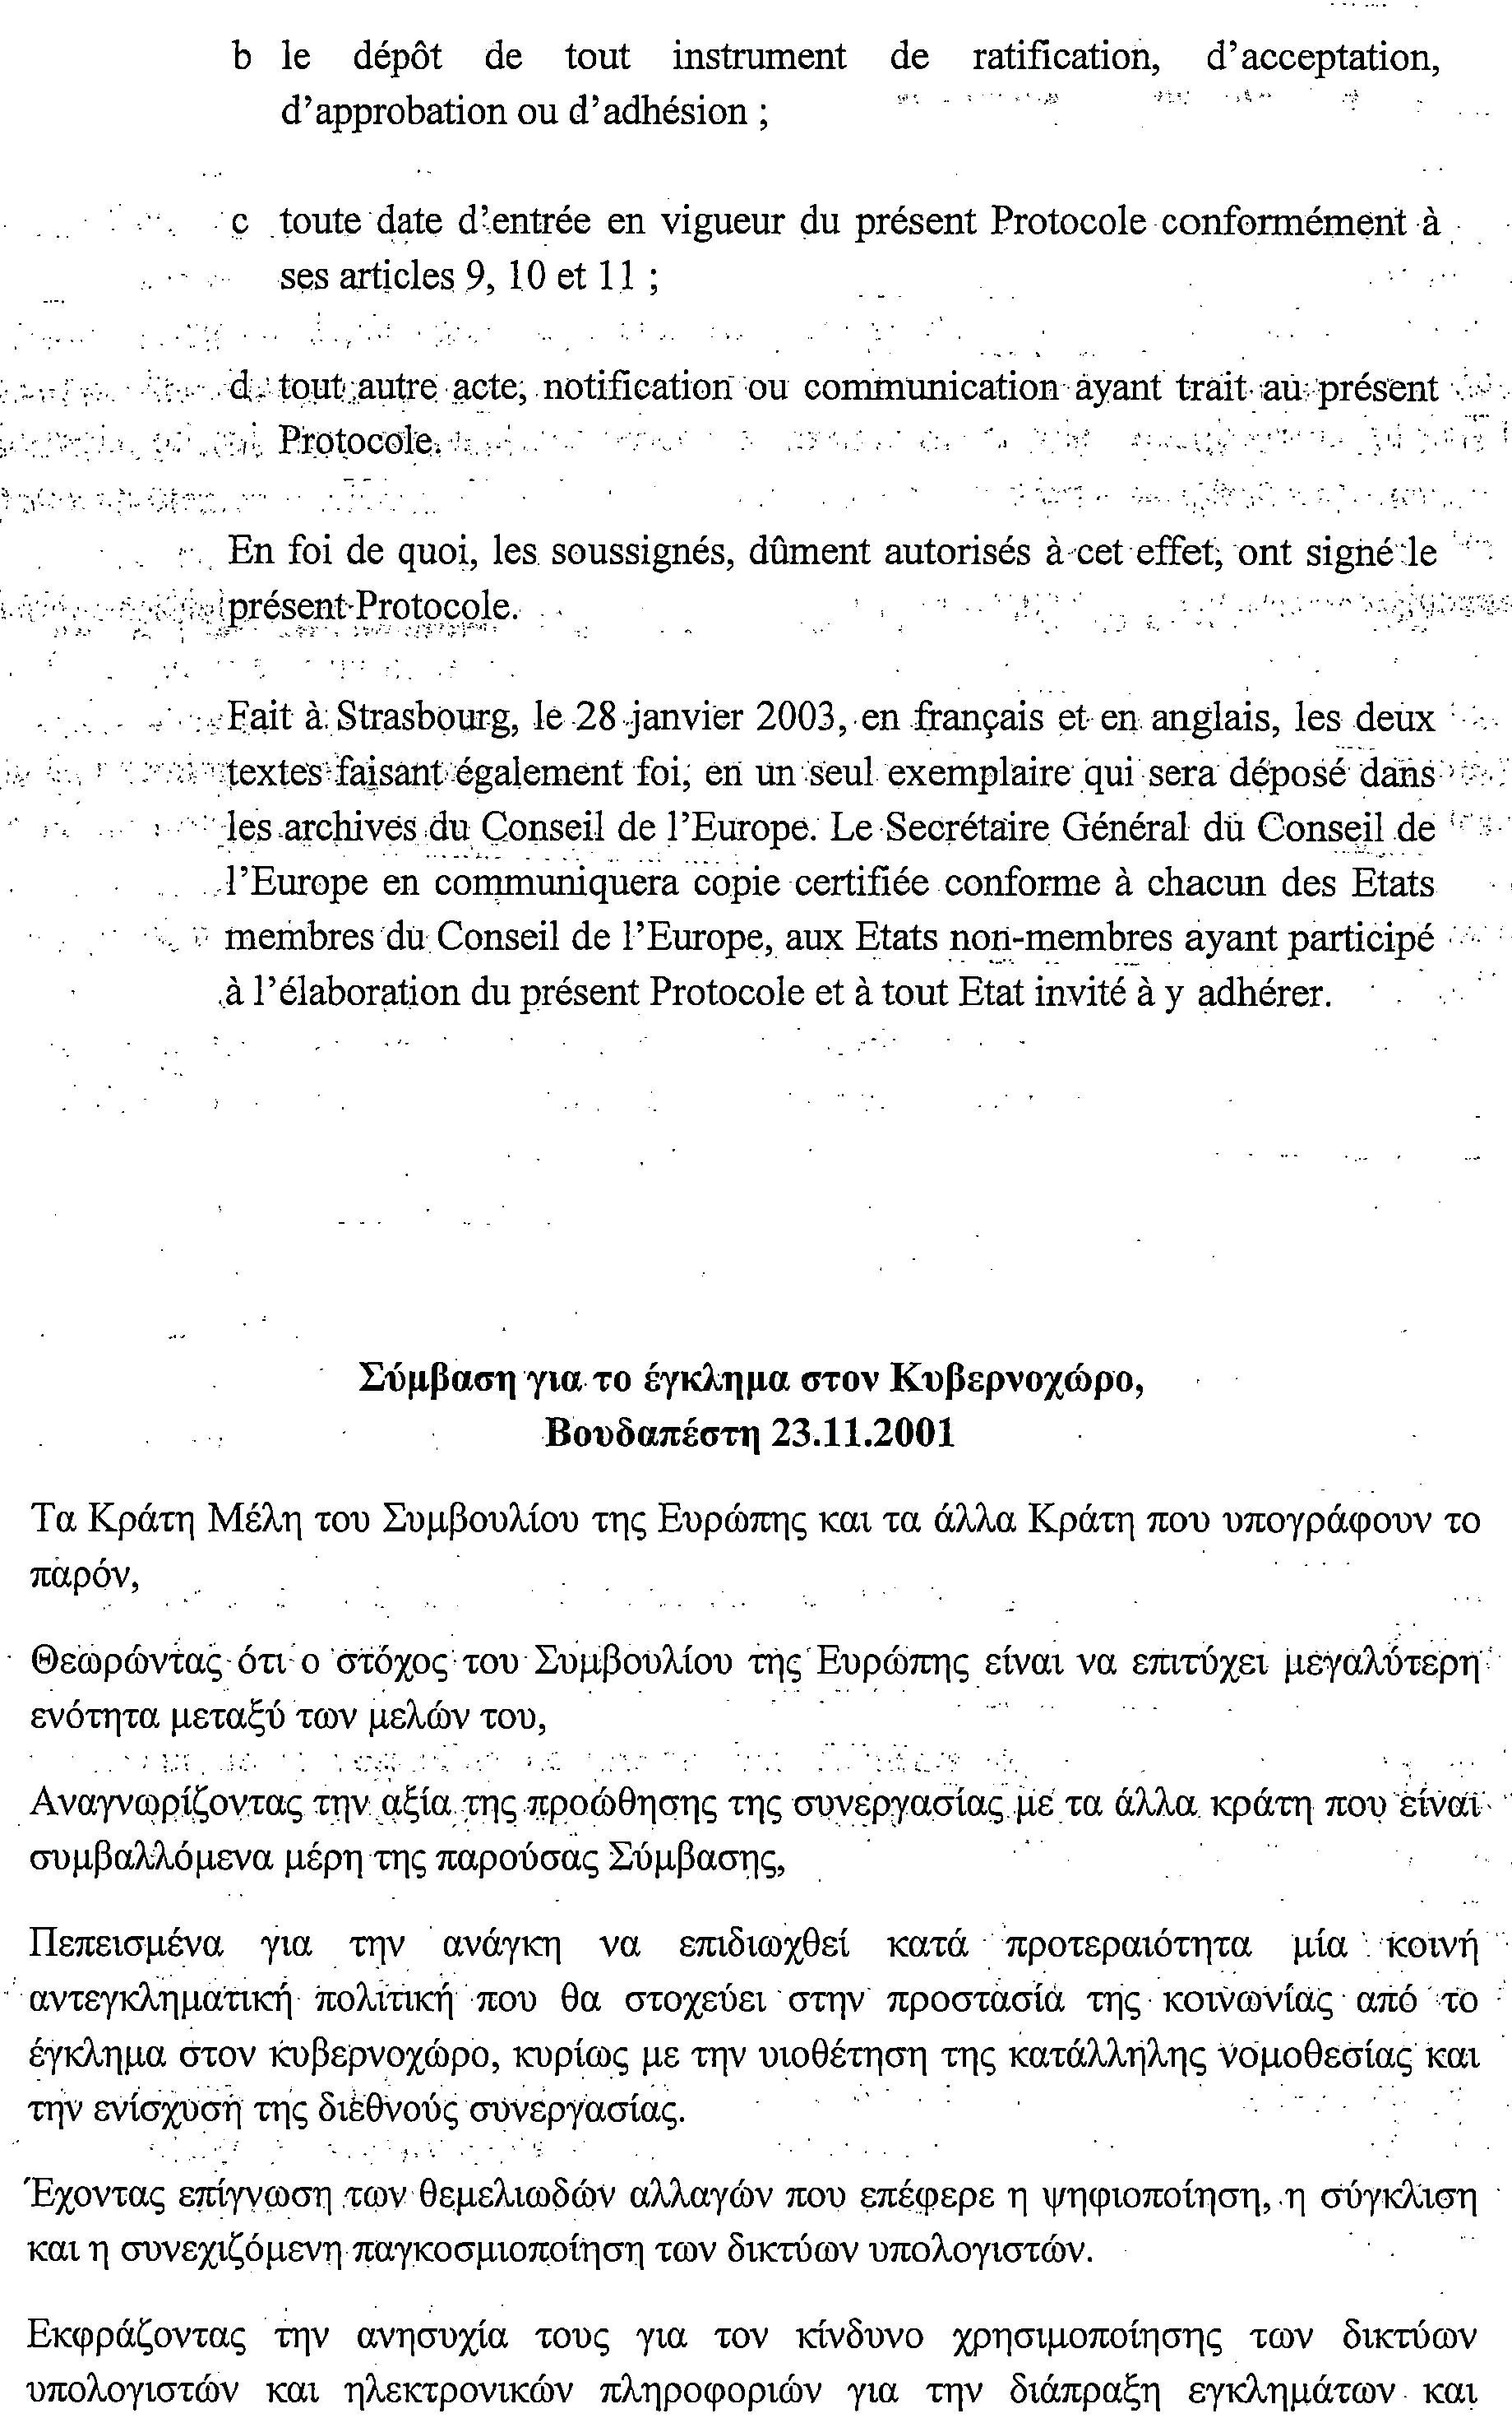 b le dépôt de tout instrument de ratification, d'acceptation,
d'approbation ou d'adhésion ;
c toute date d'entrée en vigueur du présent Protocole conformément à
ses articles 9, 10 et 11 ;
d tout autre acte, notification ou communication ayant trait au présent
Protocole.
En foi de quoi, les soussignés, dûment autorisés à cet effet, ont signé le
présent Protocole.
Fait à Strasbourg, le 28 janvier 2003, en français et en anglais, les deux
textes faisant également foi, en un seul exemplaire qui sera déposé dans
les archives du Conseil de l'Europe. Le Secrétaire Général du Conseil de
l'Europe en communiquera copie certifiée conforme à chacun des Etats
membres du Conseil de l'Europe, aux Etats non-membres ayant participé
à l'élaboration du présent Protocole et à tout Etat invité à y adhérer.
Σύμβαση για το έγκλημα στον Κυβερνοχώρο,
Βουδαπέστη 23.11.2001
Τα Κράτη Μέλη του Συμβουλίου της Ευρώπης και τα άλλα Κράτη που υπογράφουν το
παρόν,
Θεωρώντας ότι ο στόχος του Συμβουλίου της Ευρώπης είναι να επιτύχει μεγαλύτερη
ενότητα μεταξύ των μελών του,
Αναγνωρίζοντας την αξία της προώθησης της συνεργασίας με τα άλλα κράτη που είναι
συμβαλλόμενα μέρη της παρούσας Σύμβασης,
Πεπεισμένα για την ανάγκη να επιδιωχθεί κατά προτεραιότητα μία κοινή
αντεγκληματική πολιτική που θα στοχεύει στην προστασία της κοινωνίας από το
έγκλημα στον κυβερνοχώρο, κυρίως με την υιοθέτηση της κατάλληλης νομοθεσίας και
την ενίσχυση της διεθνούς συνεργασίας.
Έχοντας επίγνωση των θεμελιωδών αλλαγών που επέφερε η ψηφιοποίηση, η σύγκλιση
και η συνεχιζόμενη παγκοσμιοποίηση των δικτύων υπολογιστών.
Εκφράζοντας την ανησυχία τους για τον κίνδυνο χρησιμοποίησης των δικτύων
υπολογιστών και ηλεκτρονικών πληροφοριών για την διάπραξη εγκλημάτων και